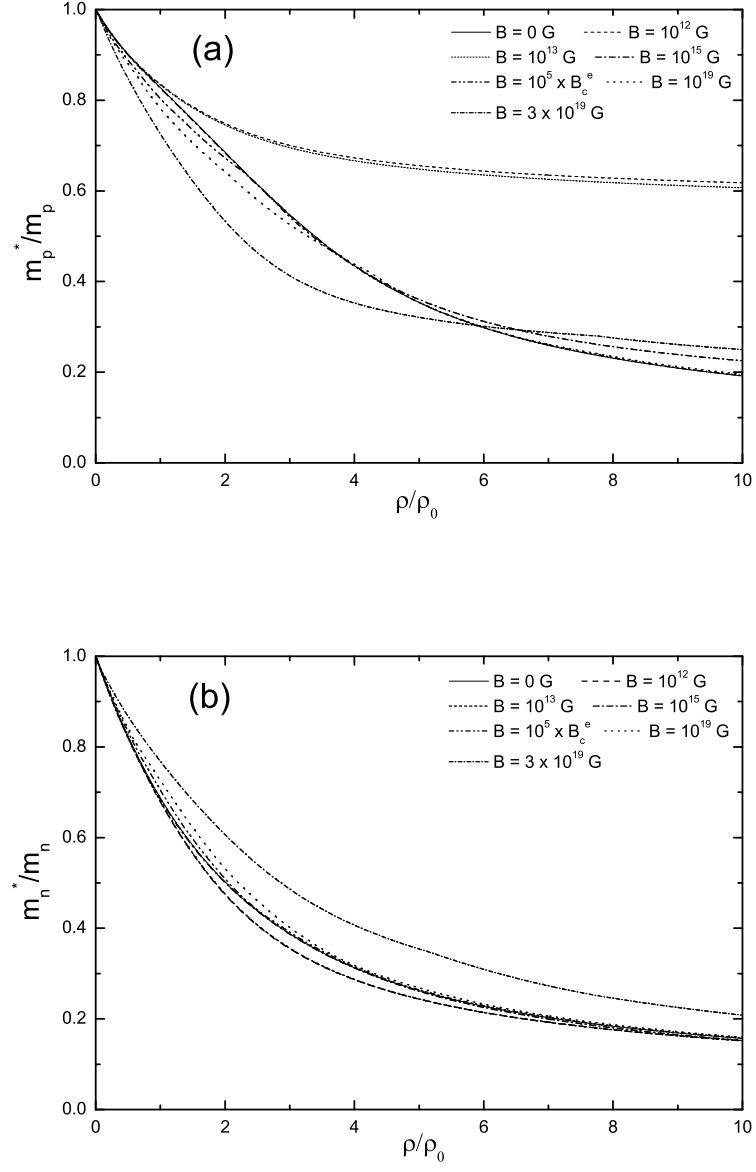 (a)
B = 0 G B = 10¹² G
B = 10¹³ G B = 10¹⁵ G
B = 10⁵ x B_c^e B = 10¹⁹ G
B = 3 x 10¹⁹ G
1.0
0.8
0.6
0.4
0.2
0.0
m_p^*/m_p
0 2 4 6 8 10
ρ/ρ₀
(b)
B = 0 G B = 10¹² G
B = 10¹³ G B = 10¹⁵ G
B = 10⁵ x B_c^e B = 10¹⁹ G
B = 3 x 10¹⁹ G
1.0
0.8
0.6
0.4
0.2
0.0
m_n^*/m_n
0 2 4 6 8 10
ρ/ρ₀